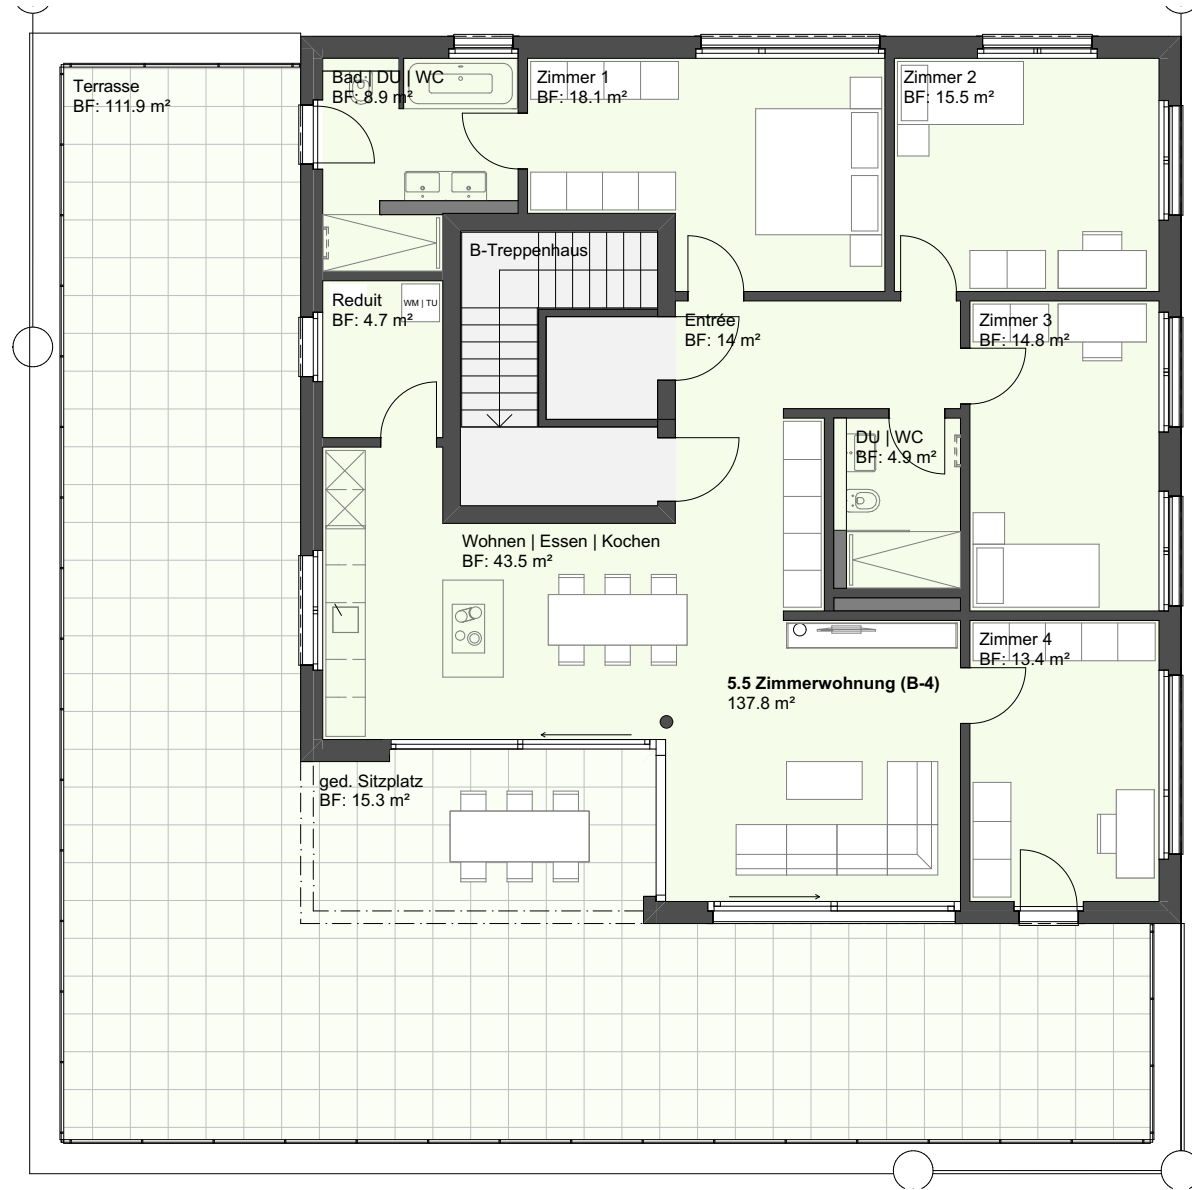 Terrasse
BF: 111.9 m²
Bad | DU | WC
BF: 8.9 m²
Zimmer 1
BF: 18.1 m²
Zimmer 2
BF: 15.5 m²
B-Treppenhaus
Reduit
BF: 4.7 m²
WM | TU
Entrée
BF: 14 m²
Zimmer 3
BF: 14.8 m²
DU | WC
BF: 4.9 m²
Wohnen | Essen | Kochen
BF: 43.5 m²
Zimmer 4
BF: 13.4 m²
5.5 Zimmerwohnung (B-4)
137.8 m²
ged. Sitzplatz
BF: 15.3 m²